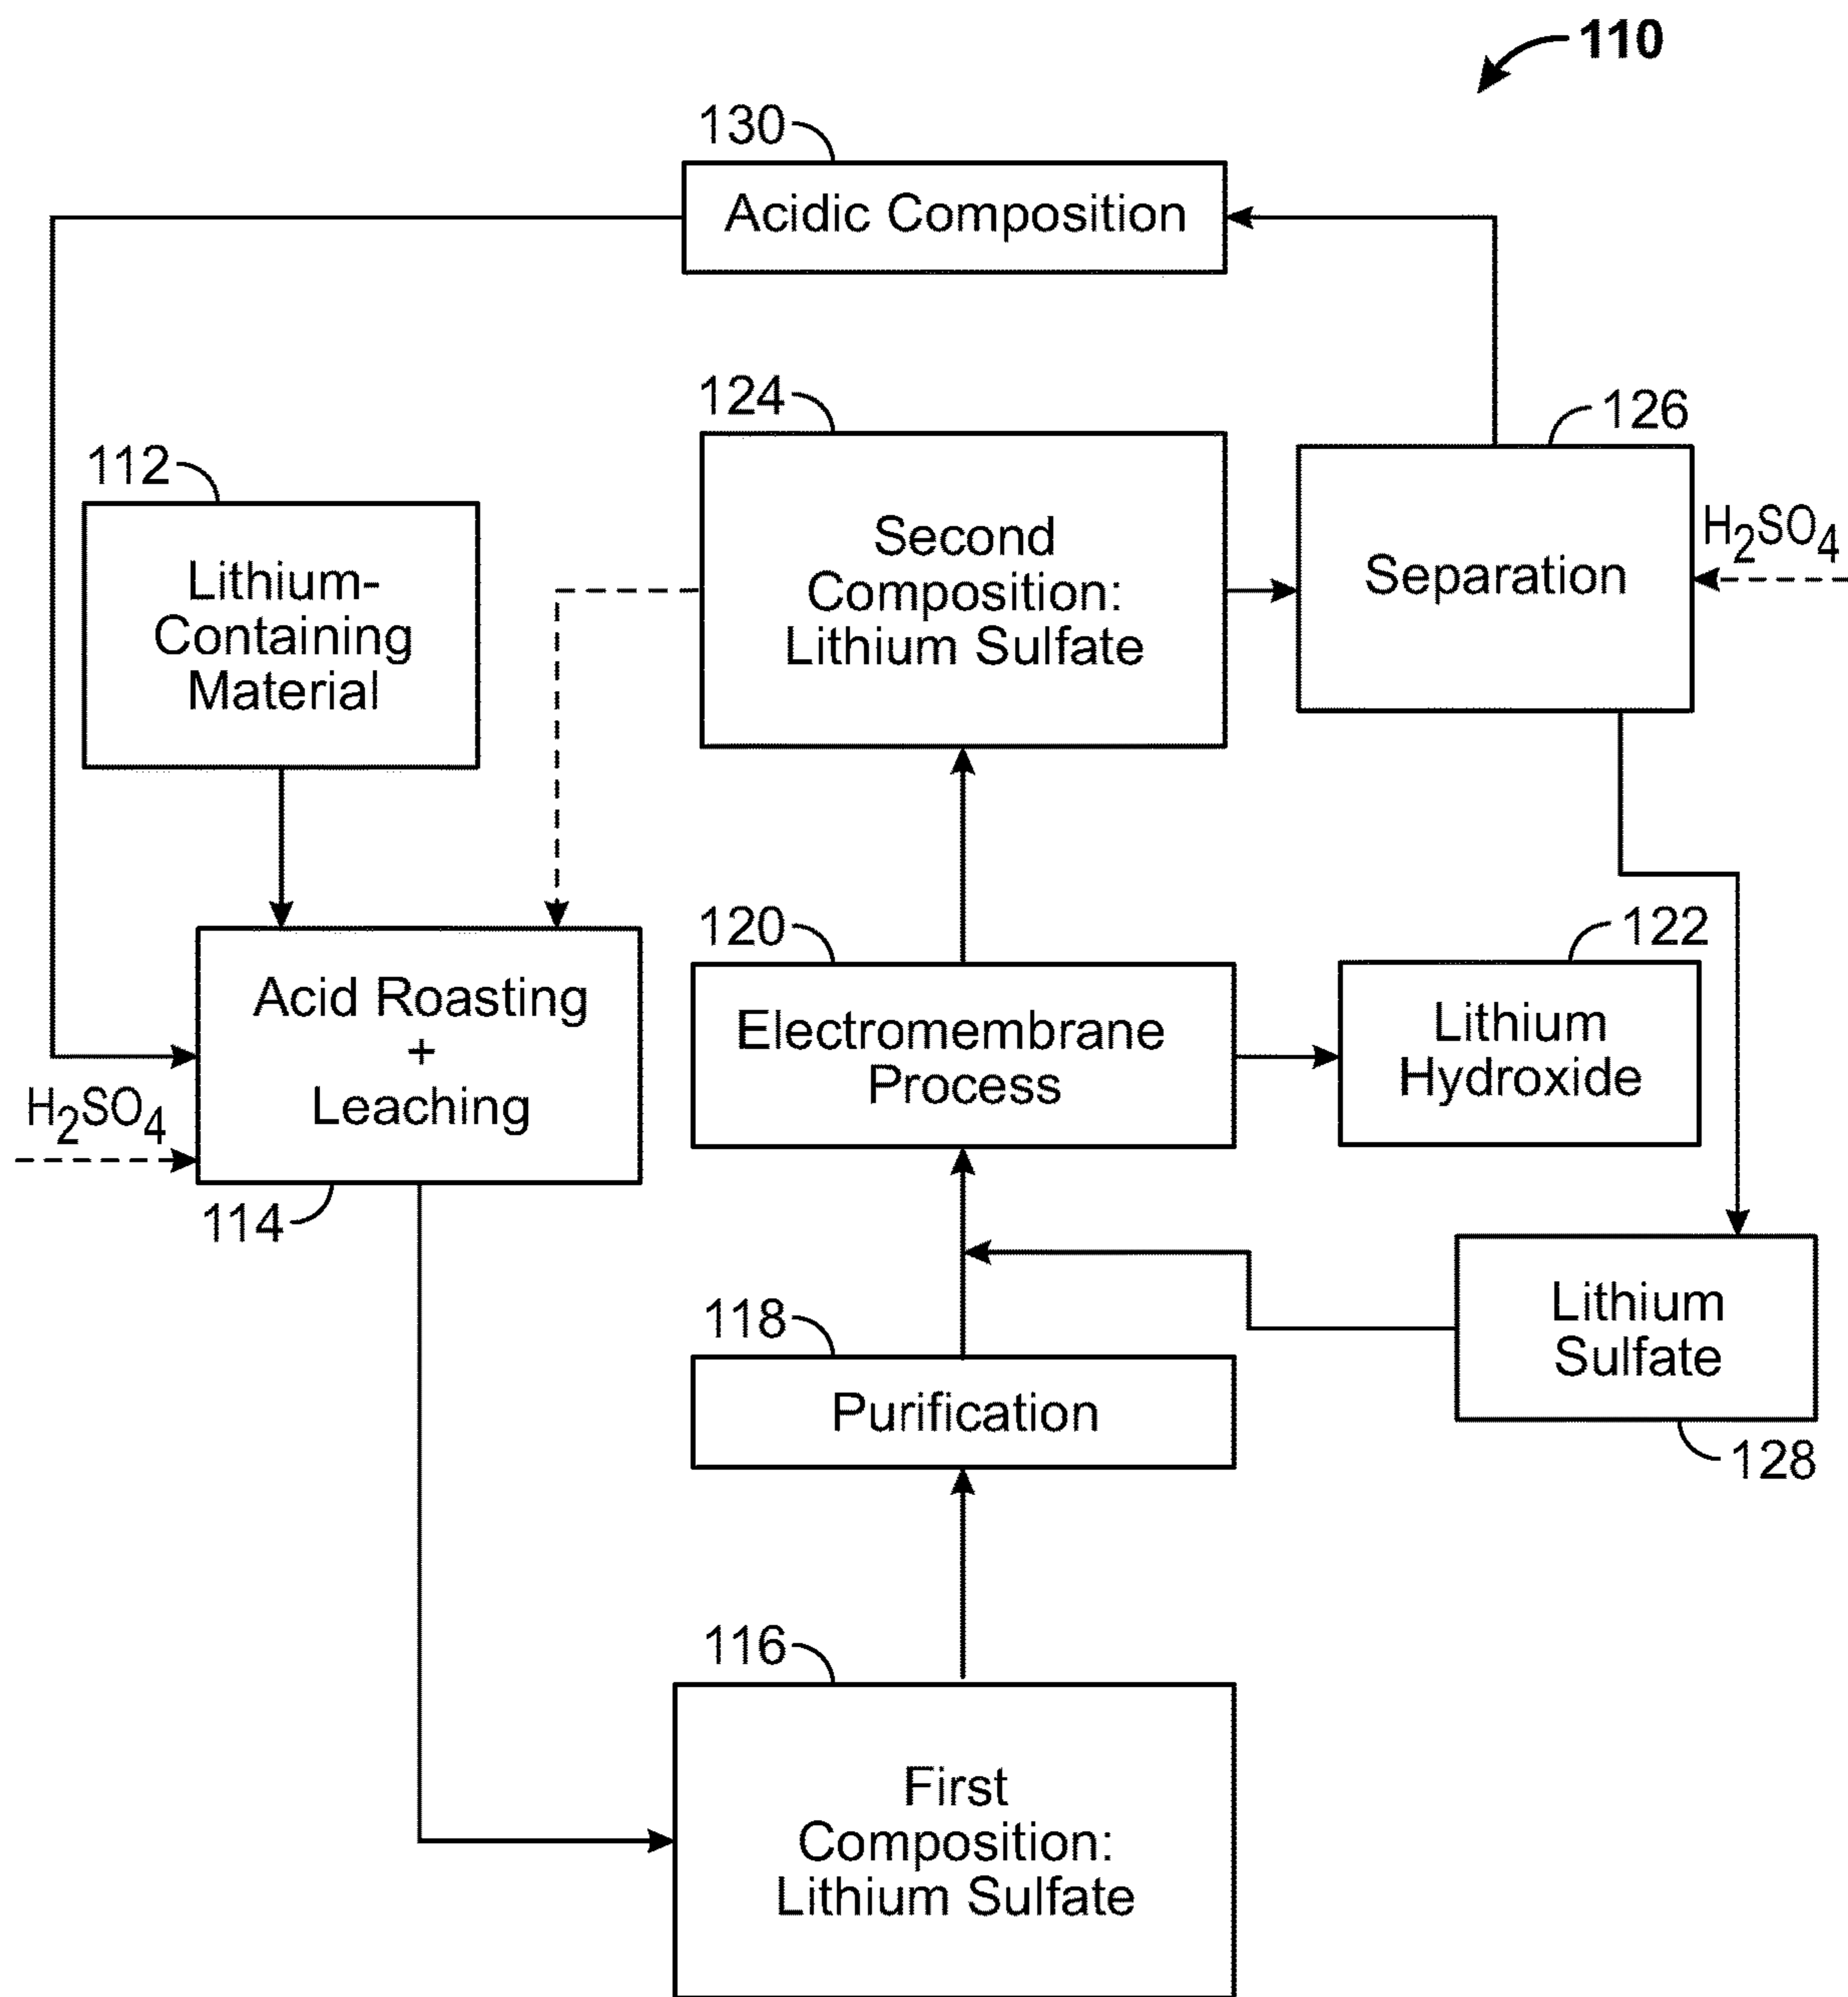 110
130
Acidic Composition
124
126
112
Second
Composition:
Lithium Sulfate
Separation
H2SO4
Lithium-
Containing
Material
120
122
Acid Roasting
+
Leaching
Electromembrane
Process
Lithium
Hydroxide
H2SO4
114
118
Lithium
Sulfate
Purification
128
116
First
Composition:
Lithium Sulfate